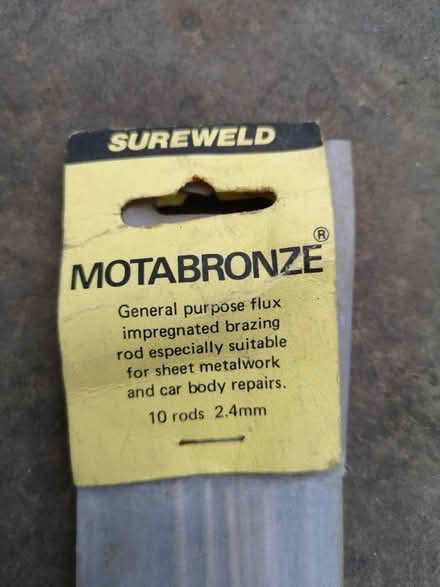 SUREWELD
MOTABRONZE®
General purpose flux
impregnated brazing
rod especially suitable
for sheet metalwork
and car body repairs.
10 rods 2.4mm